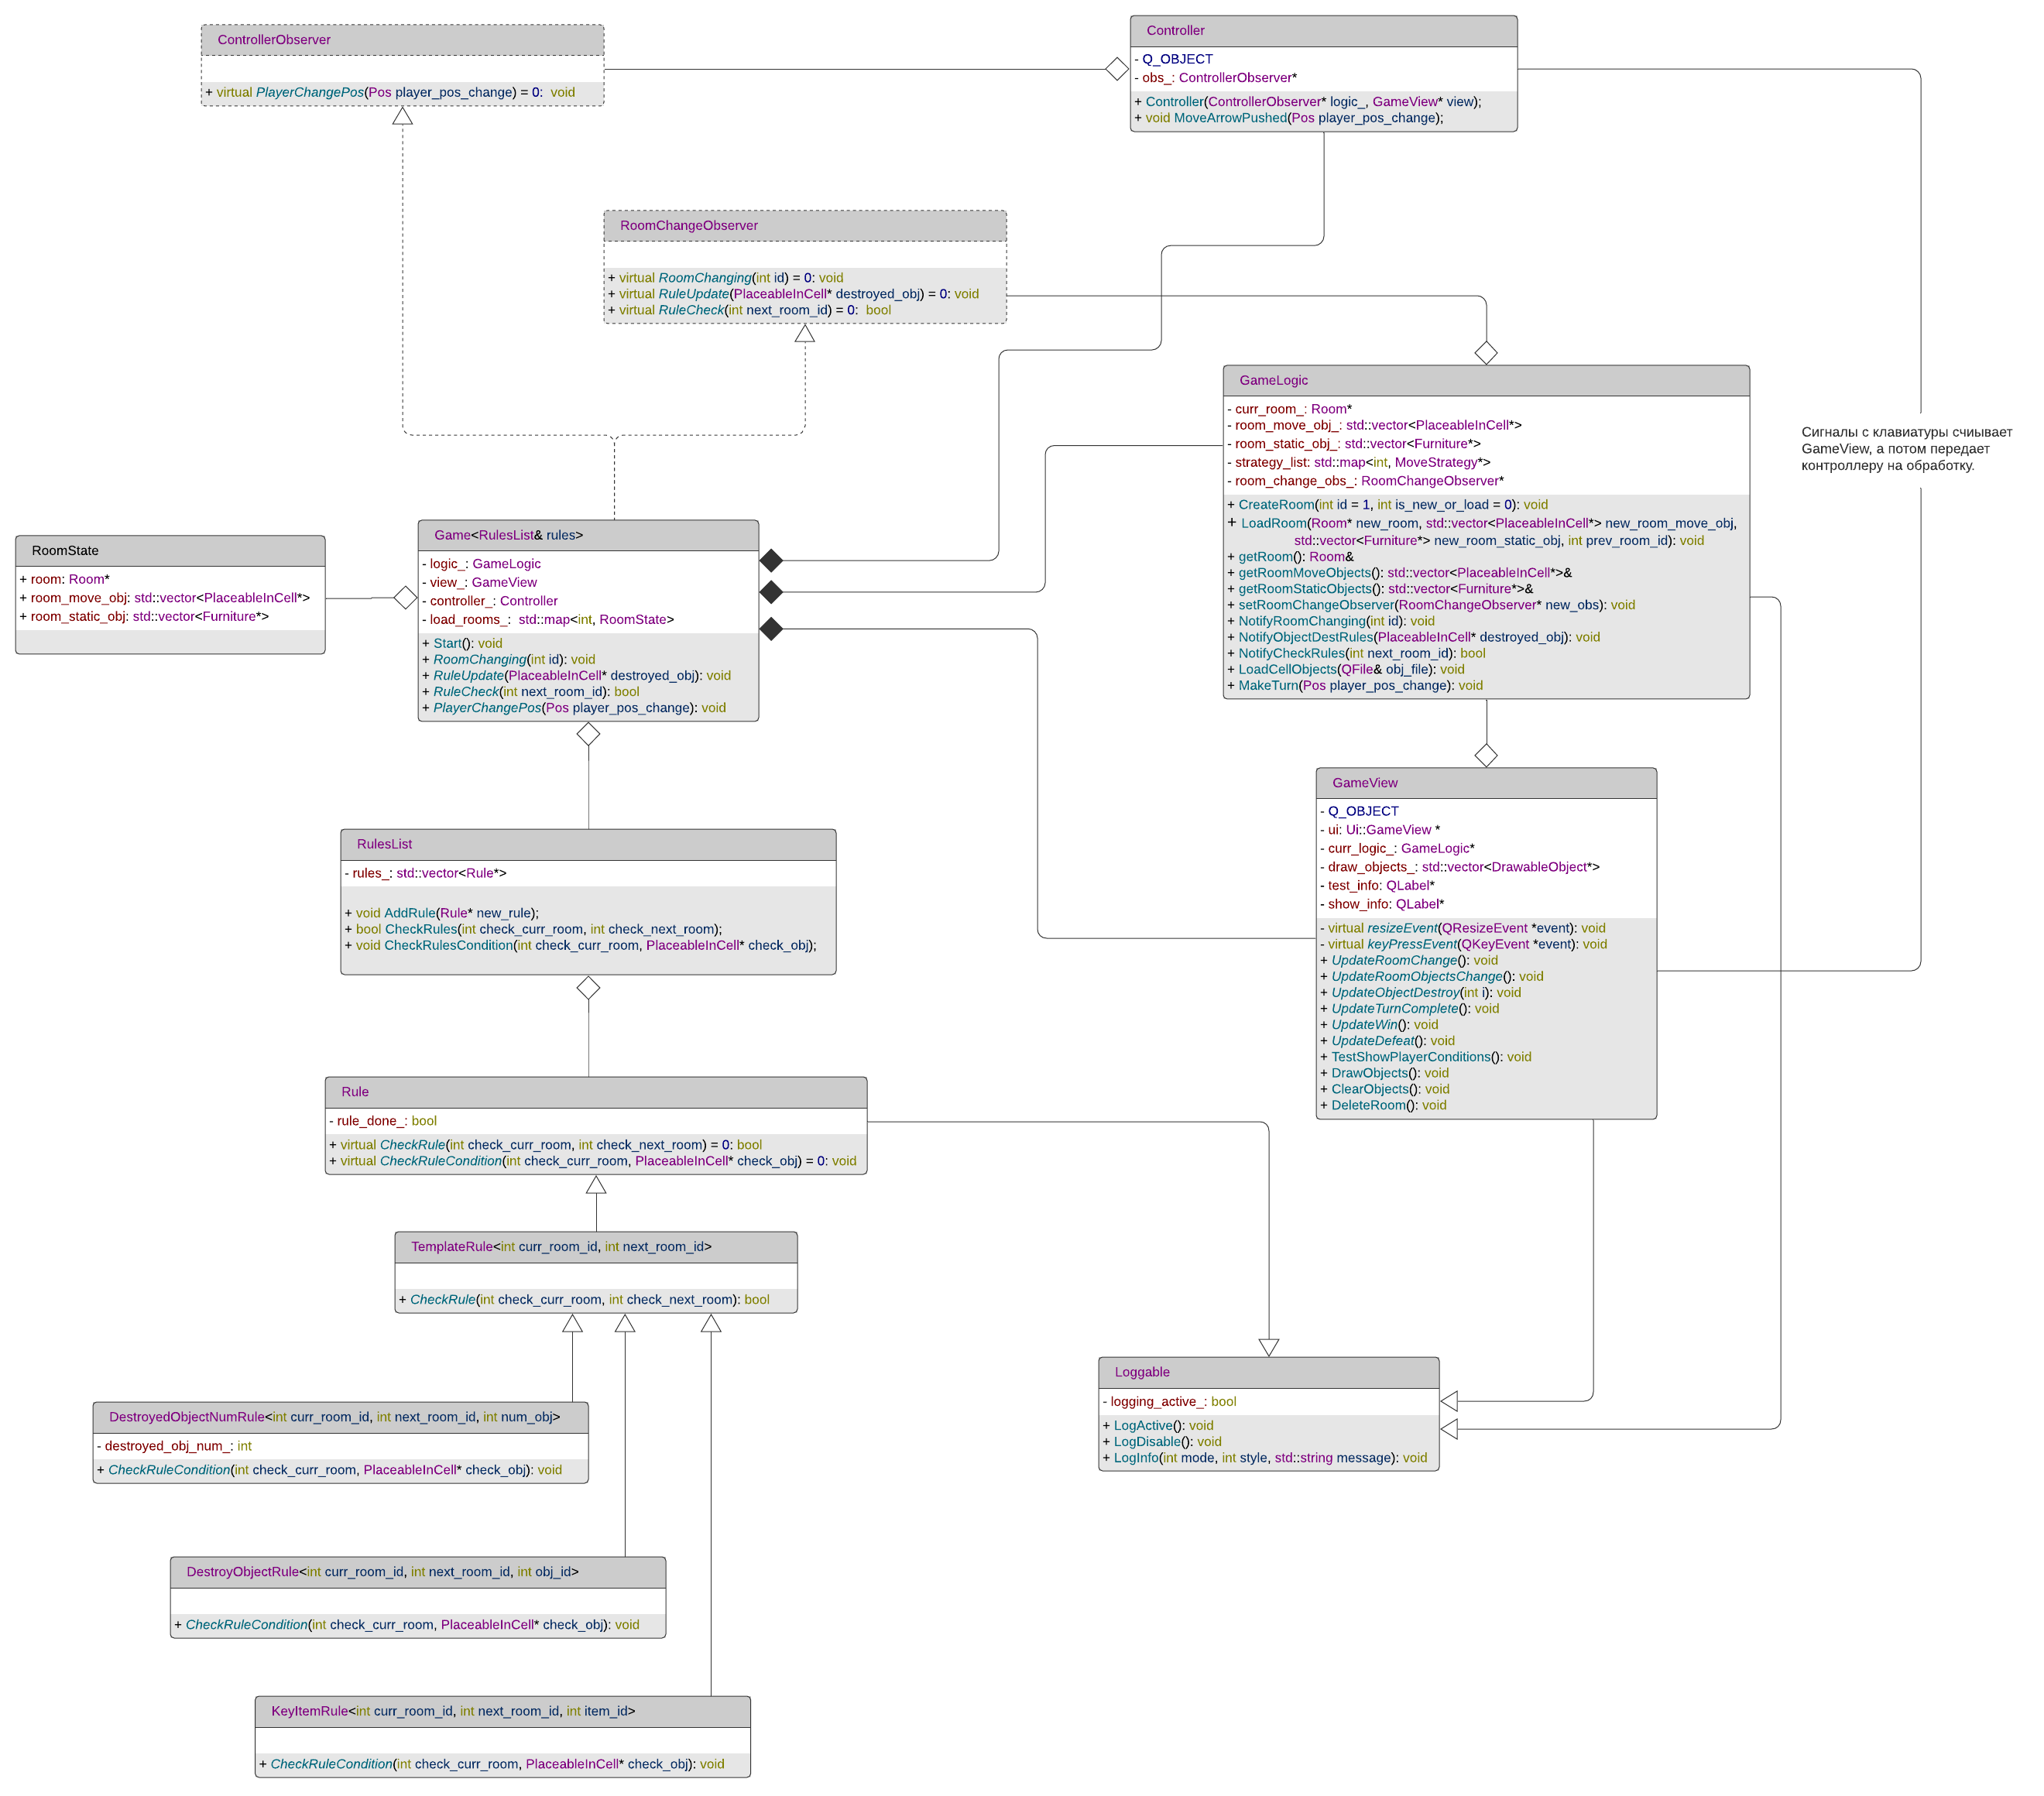 ControllerObserver
+ virtual PlayerChangePos(Pos player_pos_change) = 0:  void
Controller
- Q_OBJECT
- obs_: ControllerObserver*
+ Controller(ControllerObserver* logic_, GameView* view);
+ void MoveArrowPushed(Pos player_pos_change);
RoomChangeObserver
+ virtual RoomChanging(int id) = 0: void
+ virtual RuleUpdate(PlaceableInCell* destroyed_obj) = 0: void
+ virtual RuleCheck(int next_room_id) = 0:  bool
GameLogic
- curr_room_: Room*
- room_move_obj_: std::vector<PlaceableInCell*>
- room_static_obj_: std::vector<Furniture*>
- strategy_list: std::map<int, MoveStrategy*>
- room_change_obs_: RoomChangeObserver*
+ CreateRoom(int id = 1, int is_new_or_load = 0): void
+ LoadRoom(Room* new_room, std::vector<PlaceableInCell*> new_room_move_obj,
std::vector<Furniture*> new_room_static_obj, int prev_room_id): void
+ getRoom(): Room&
+ getRoomMoveObjects(): std::vector<PlaceableInCell*>&
+ getRoomStaticObjects(): std::vector<Furniture*>&
+ setRoomChangeObserver(RoomChangeObserver* new_obs): void
+ NotifyRoomChanging(int id): void
+ NotifyObjectDestRules(PlaceableInCell* destroyed_obj): void
+ NotifyCheckRules(int next_room_id): bool
+ LoadCellObjects(QFile& obj_file): void
+ MakeTurn(Pos player_pos_change): void
Сигналы с клавиатуры счиывает
GameView, а потом передает
контроллеру на обработку.
RoomState
+ room: Room*
+ room_move_obj: std::vector<PlaceableInCell*>
+ room_static_obj: std::vector<Furniture*>
Game<RulesList& rules>
- logic_: GameLogic
- view_: GameView
- controller_: Controller
- load_rooms_:  std::map<int, RoomState>
+ Start(): void
+ RoomChanging(int id): void
+ RuleUpdate(PlaceableInCell* destroyed_obj): void
+ RuleCheck(int next_room_id): bool
+ PlayerChangePos(Pos player_pos_change): void
GameView
- Q_OBJECT
- ui: Ui::GameView *
- curr_logic_: GameLogic*
- draw_objects_: std::vector<DrawableObject*>
- test_info: QLabel*
- show_info: QLabel*
- virtual resizeEvent(QResizeEvent *event): void
- virtual keyPressEvent(QKeyEvent *event): void
+ UpdateRoomChange(): void
+ UpdateRoomObjectsChange(): void
+ UpdateObjectDestroy(int i): void
+ UpdateTurnComplete(): void
+ UpdateWin(): void
+ UpdateDefeat(): void
+ TestShowPlayerConditions(): void
+ DrawObjects(): void
+ ClearObjects(): void
+ DeleteRoom(): void
RulesList
- rules_: std::vector<Rule*>
+ void AddRule(Rule* new_rule);
+ bool CheckRules(int check_curr_room, int check_next_room);
+ void CheckRulesCondition(int check_curr_room, PlaceableInCell* check_obj);
Rule
- rule_done_: bool
+ virtual CheckRule(int check_curr_room, int check_next_room) = 0: bool
+ virtual CheckRuleCondition(int check_curr_room, PlaceableInCell* check_obj) = 0: void
TemplateRule<int curr_room_id, int next_room_id>
+ CheckRule(int check_curr_room, int check_next_room): bool
Loggable
- logging_active_: bool
+ LogActive(): void
+ LogDisable(): void
+ LogInfo(int mode, int style, std::string message): void
DestroyedObjectNumRule<int curr_room_id, int next_room_id, int num_obj>
- destroyed_obj_num_: int
+ CheckRuleCondition(int check_curr_room, PlaceableInCell* check_obj): void
DestroyObjectRule<int curr_room_id, int next_room_id, int obj_id>
+ CheckRuleCondition(int check_curr_room, PlaceableInCell* check_obj): void
KeyItemRule<int curr_room_id, int next_room_id, int item_id>
+ CheckRuleCondition(int check_curr_room, PlaceableInCell* check_obj): void